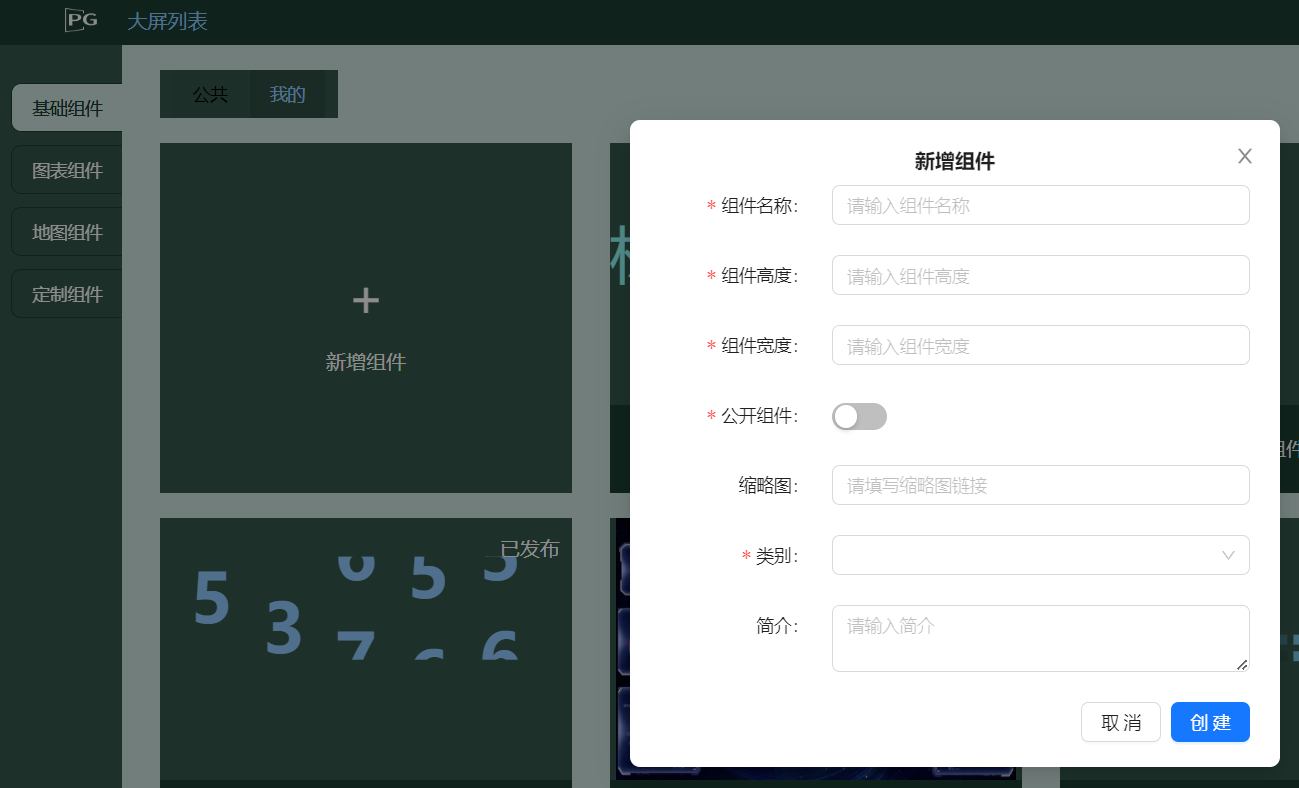 PG 大屏列表
公共 我的
基础组件
图表组件
地图组件
定制组件
新增组件
已发布
5 3 7 5 6
新增组件
* 组件名称: 请输入组件名称
* 组件高度: 请输入组件高度
* 组件宽度: 请输入组件宽度
* 公开组件:
缩略图: 请填写缩略图链接
* 类别:
简介: 请输入简介
取 消 创 建